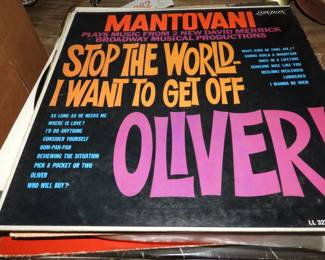 MANTOVANI
LONDON
PLAYS MUSIC FROM 2 NEW DAVID MERRICK
BROADWAY MUSICAL PRODUCTIONS
STOP THE WORLD-
I WANT TO GET OFF
WHAT KIND OF FOOL AM I?
GONNA BUILD A MOUNTAIN
ONCE IN A LIFETIME
SOMEONE NICE LIKE YOU
MEILINKI MEILCHICK
LUMBERED
I WANNA BE RICH
OLIVER!
AS LONG AS HE NEEDS ME
WHERE IS LOVE?
I'D DO ANYTHING
CONSIDER YOURSELF
OOM-PAH-PAH
REVIEWING THE SITUATION
PICK A POCKET OR TWO
OLIVER
WHO WILL BUY?